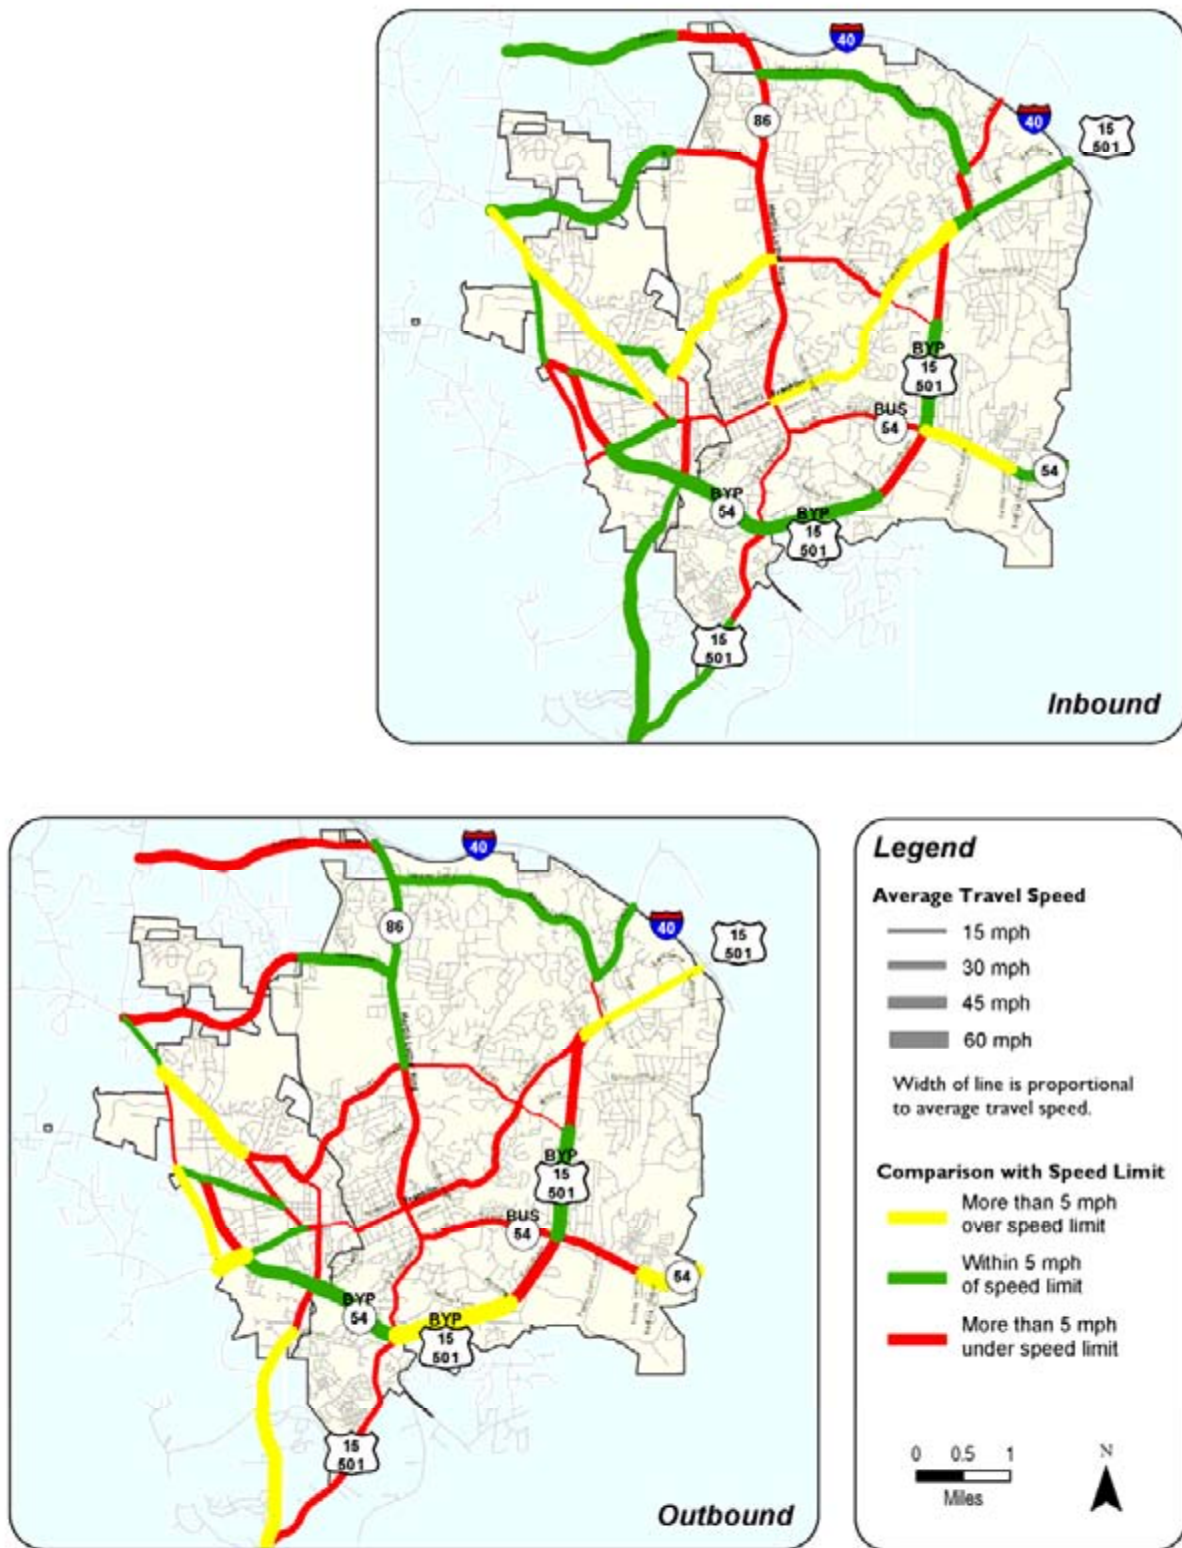 40
86
40
15
501
BYP
15
501
BUS
54
54
BYP
54
BYP
15
501
15
501
Franklin
Inbound
40
86
40
15
501
BYP
15
501
BUS
54
54
BYP
54
BYP
15
501
15
501
Franklin
Outbound
Legend
Average Travel Speed
15 mph
30 mph
45 mph
60 mph
Width of line is proportional
to average travel speed.
Comparison with Speed Limit
More than 5 mph
over speed limit
Within 5 mph
of speed limit
More than 5 mph
under speed limit
0 0.5 1
Miles
N